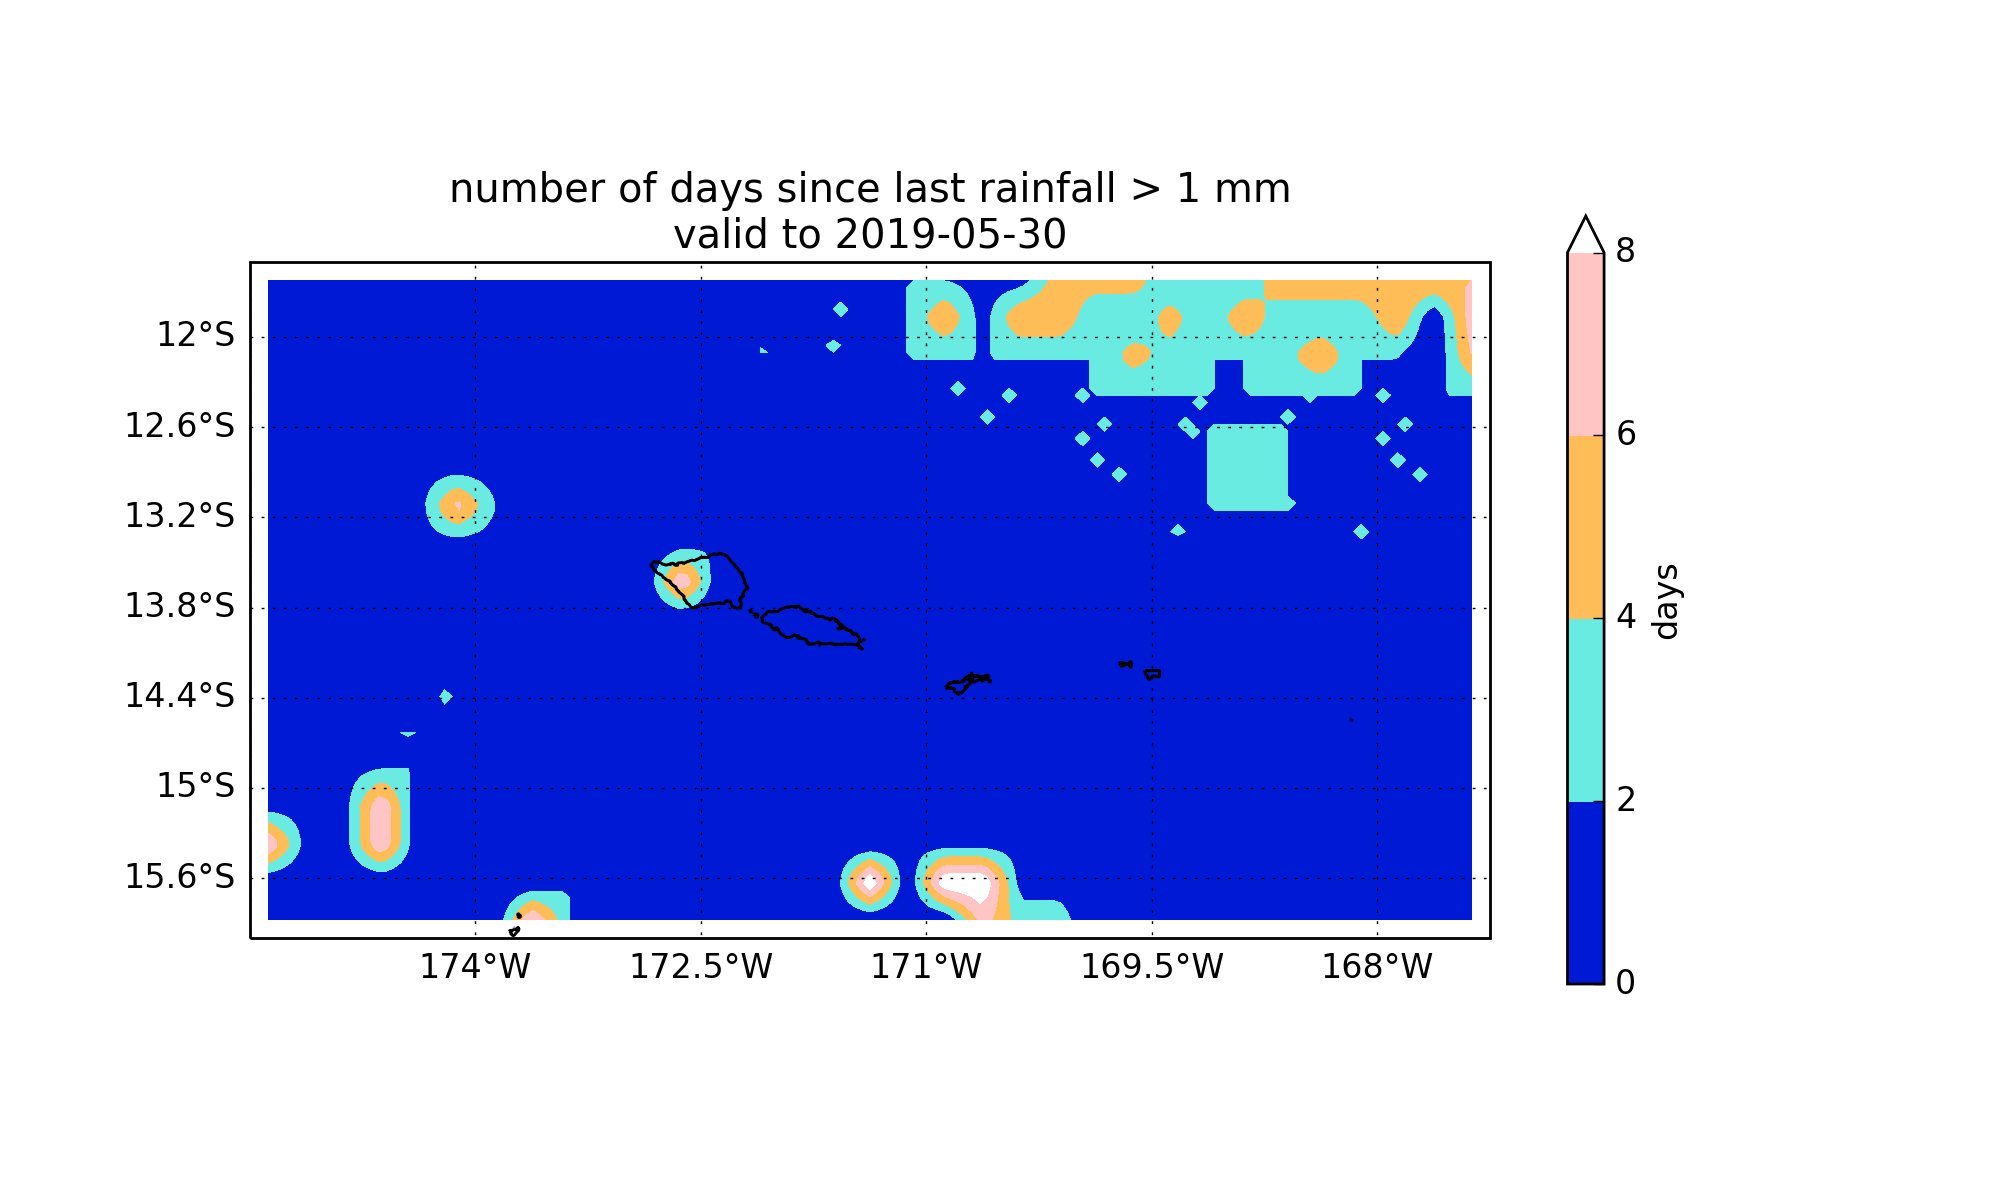 number of days since last rainfall > 1 mm
valid to 2019-05-30
12°S
12.6°S
13.2°S
13.8°S
14.4°S
15°S
15.6°S
174°W 172.5°W 171°W 169.5°W 168°W
8
6
4
2
0
days